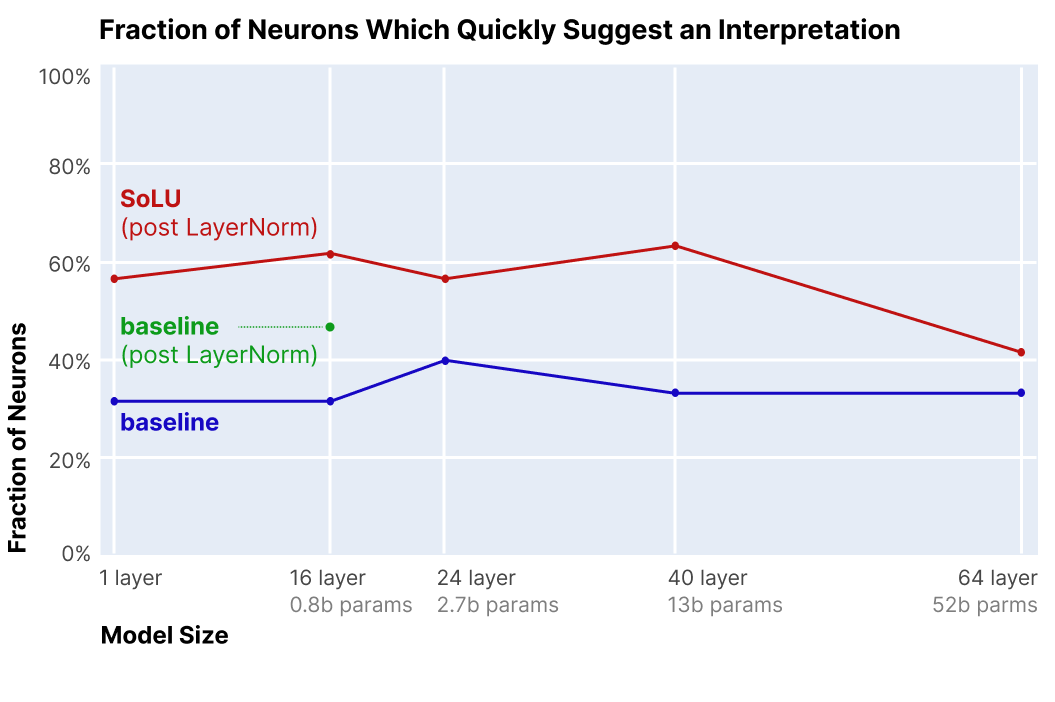 Fraction of Neurons Which Quickly Suggest an Interpretation
100%
80%
60%
40%
20%
0%
Fraction of Neurons
SoLU
(post LayerNorm)
baseline
(post LayerNorm)
baseline
1 layer
16 layer
0.8b params
24 layer
2.7b params
40 layer
13b params
64 layer
52b parms
Model Size